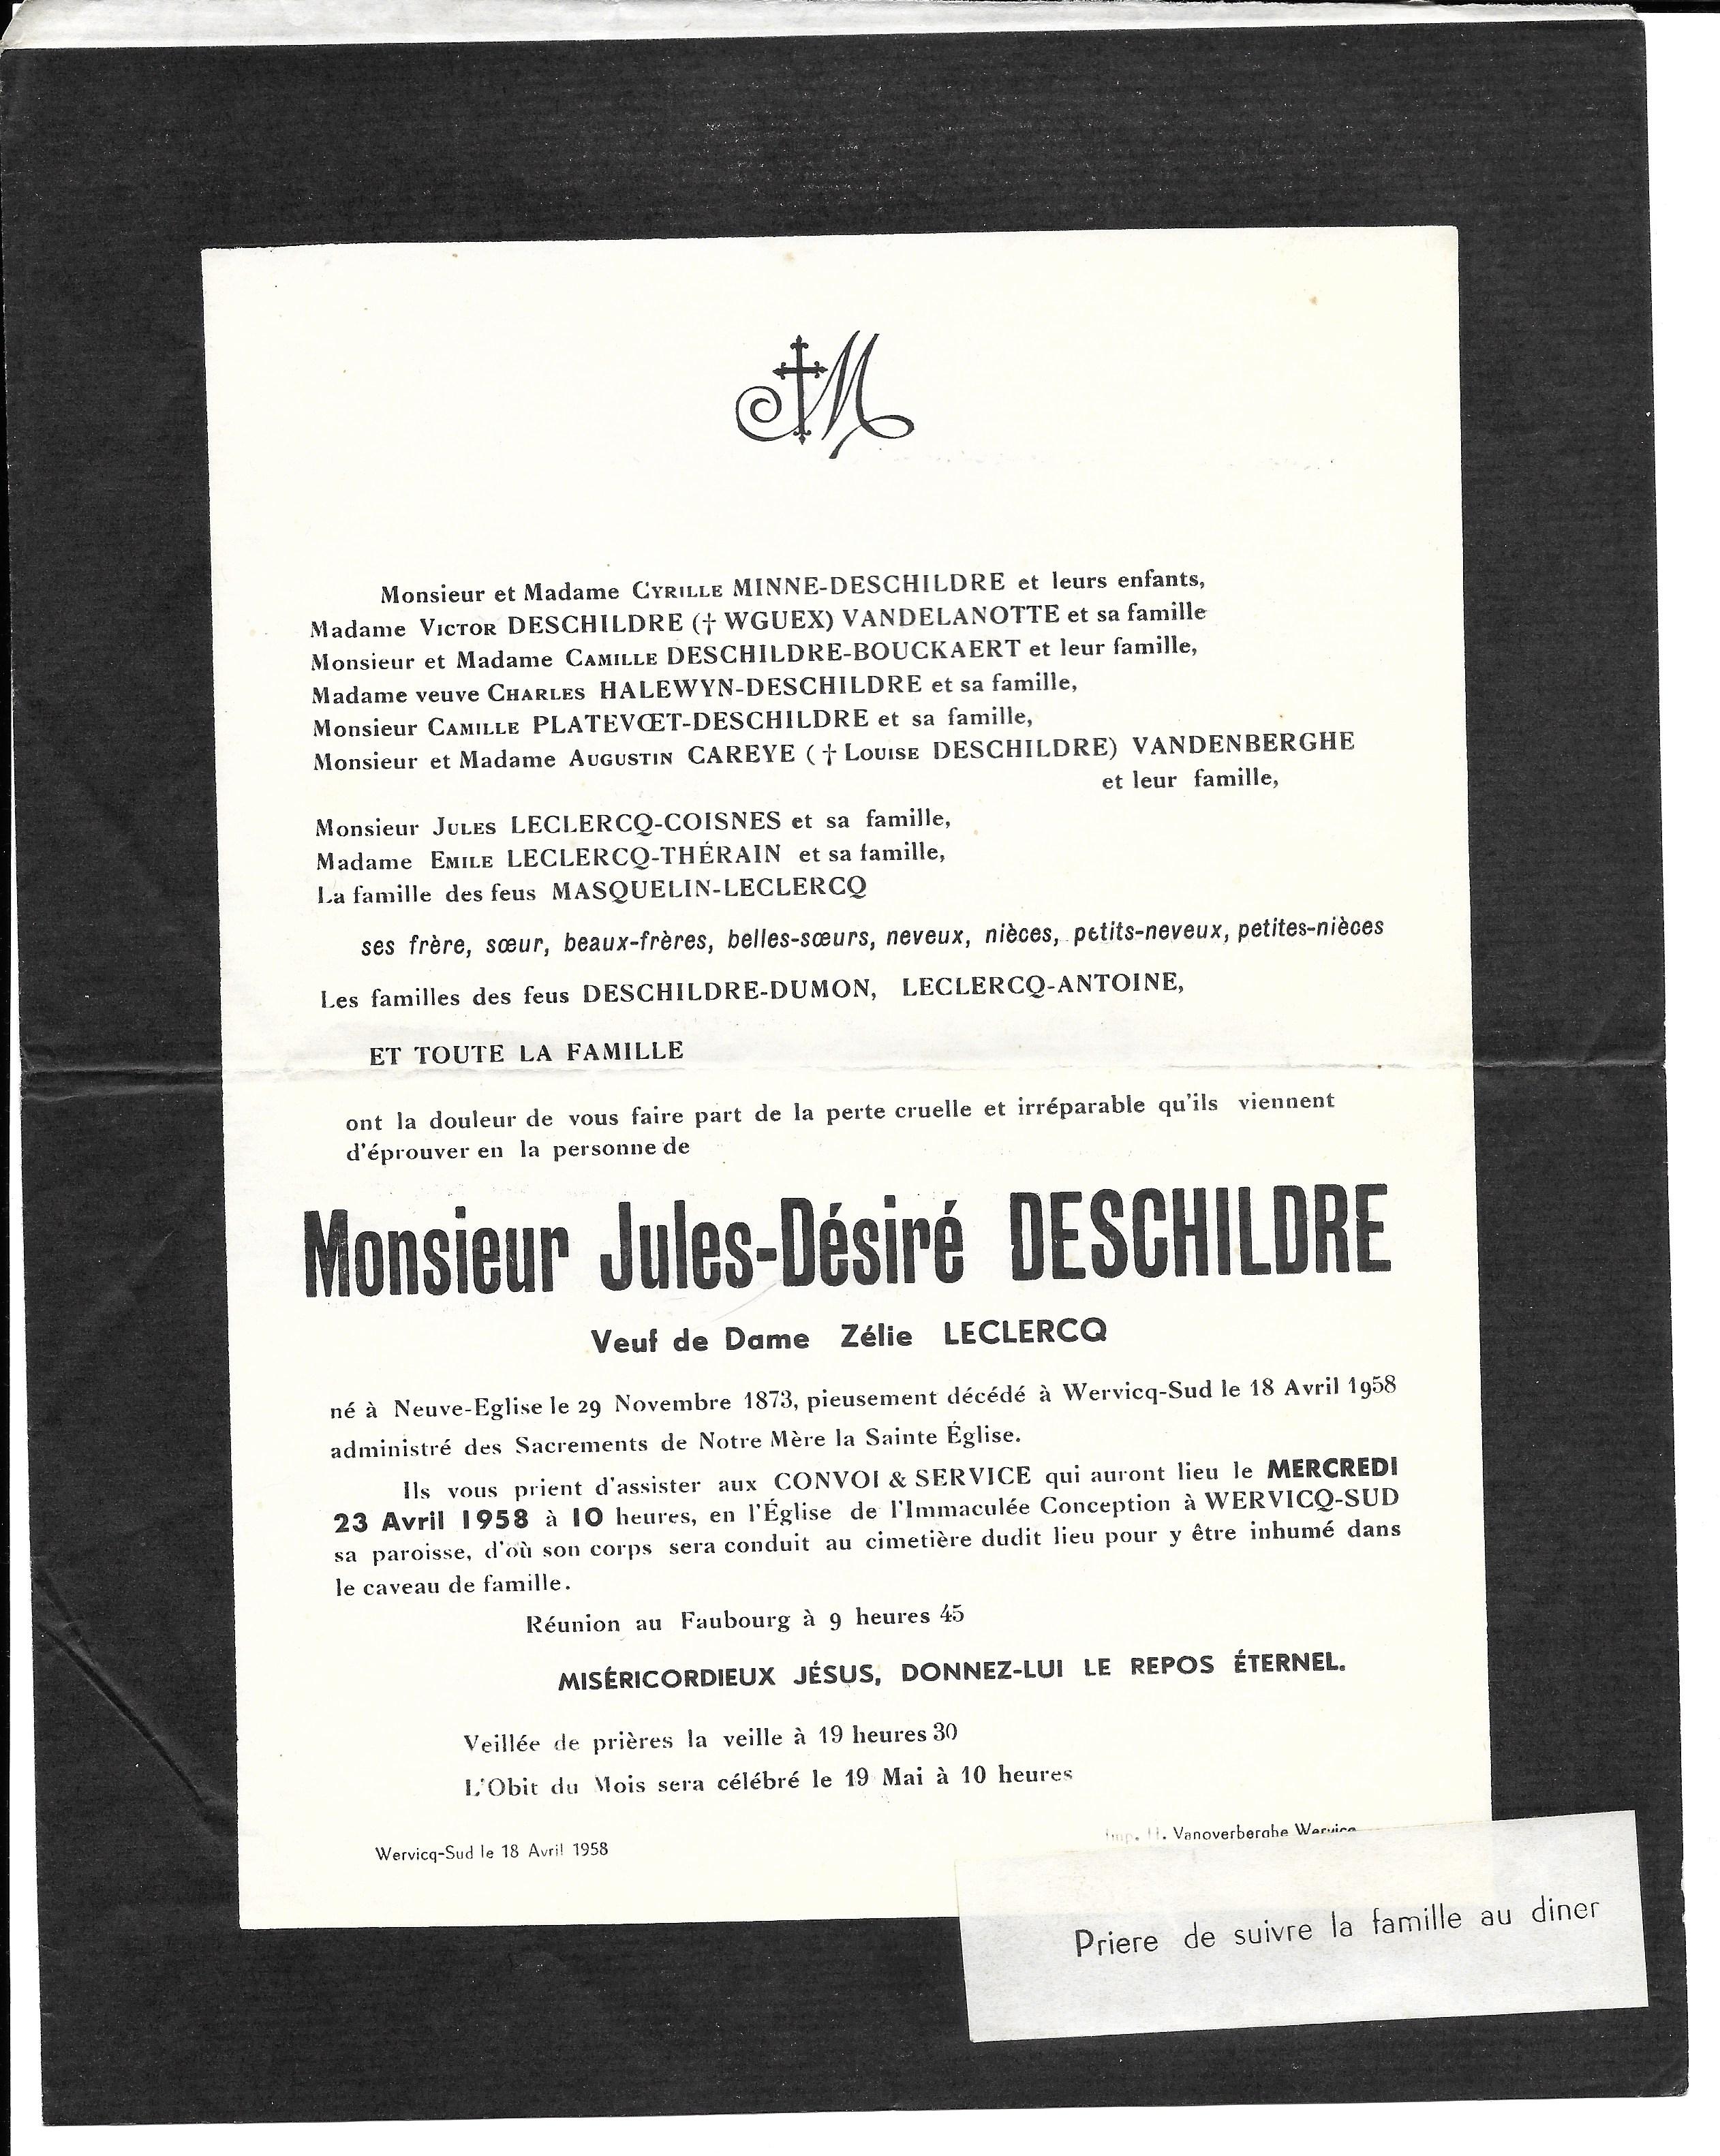 Monsieur et Madame CYRILLE MINNE-DESCHILDRE et leurs enfants,
Madame VICTOR DESCHILDRE († WGUEX) VANDELANOTTE et sa famille
Monsieur et Madame CAMILLE DESCHILDRE-BOUCKAERT et leur famille,
Madame veuve CHARLES HALEWYN-DESCHILDRE et sa famille,
Monsieur CAMILLE PLATEVŒT-DESCHILDRE et sa famille,
Monsieur et Madame AUGUSTIN CAREYE († LOUISE DESCHILDRE) VANDENBERGHE
et leur famille,
Monsieur JULES LECLERCQ-COISNES et sa famille,
Madame EMILE LECLERCQ-THÉRAIN et sa famille,
La famille des feus MASQUELIN-LECLERCQ
ses frère, sœur, beaux-frères, belles-sœurs, neveux, nièces, petits-neveux, petites-nièces
Les familles des feus DESCHILDRE-DUMON, LECLERCQ-ANTOINE,
ET TOUTE LA FAMILLE
ont la douleur de vous faire part de la perte cruelle et irréparable qu'ils viennent
d'éprouver en la personne de
Monsieur Jules-Désiré DESCHILDRE
Veuf de Dame Zélie LECLERCQ
né à Neuve-Eglise le 29 Novembre 1873, pieusement décédé à Wervicq-Sud le 18 Avril 1958
administré des Sacrements de Notre Mère la Sainte Église.
Ils vous prient d'assister aux CONVOI & SERVICE qui auront lieu le MERCREDI
23 Avril 1958 à 10 heures, en l'Église de l'Immaculée Conception à WERVICQ-SUD
sa paroisse, d'où son corps sera conduit au cimetière dudit lieu pour y être inhumé dans
le caveau de famille.
Réunion au Faubourg à 9 heures 45
MISÉRICORDIEUX JÉSUS, DONNEZ-LUI LE REPOS ÉTERNEL.
Veillée de prières la veille à 19 heures 30
L'Obit du Mois sera célébré le 19 Mai à 10 heures
Imp. H. Vanoverberghe Wervicq
Wervicq-Sud le 18 Avril 1958
Priere de suivre la famille au diner